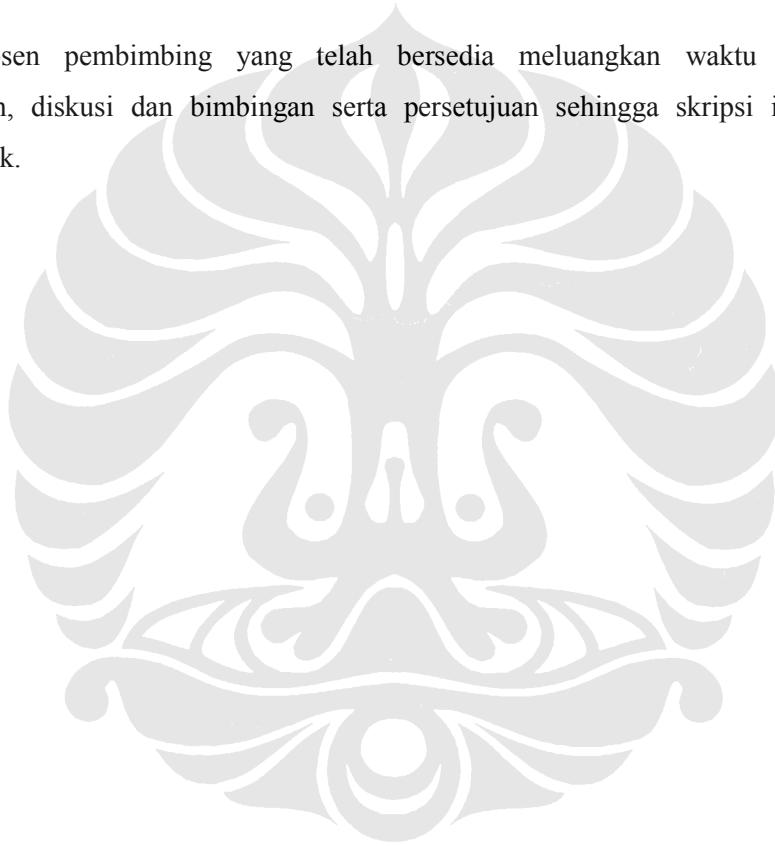 sen pembimbing yang telah bersedia meluangkan waktu
, diskusi dan bimbingan serta persetujuan sehingga skripsi
k.